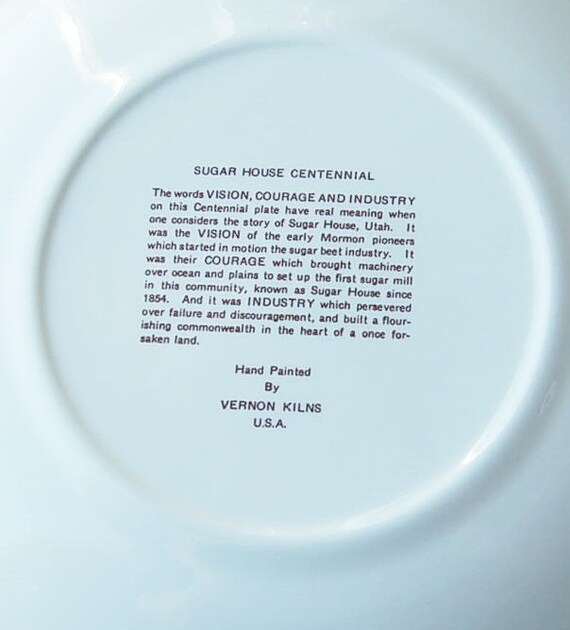 SUGAR HOUSE CENTENNIAL
The words VISION, COURAGE AND INDUSTRY
on this Centennial plate have real meaning when
one considers the story of Sugar House, Utah. It
was the VISION of the early Mormon pioneers
which started in motion the sugar beet industry. It
was their COURAGE which brought machinery
over ocean and plains to set up the first sugar mill
in this community, known as Sugar House since
1854. And it was INDUSTRY which persevered
over failure and discouragement, and built a flour-
ishing commonwealth in the heart of a once for-
saken land.
Hand Painted
By
VERNON KILNS
U.S.A.